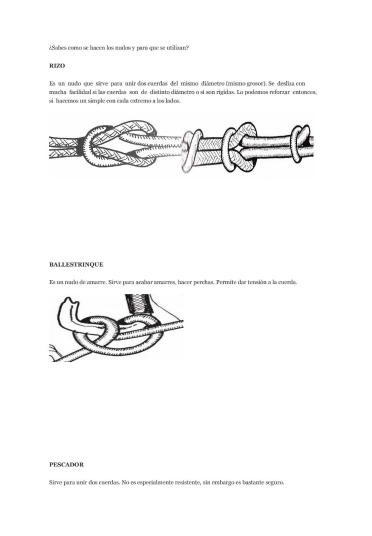 ¿Sabes como se hacen los nudos y para que se utilizan?
RIZO
Es un nudo que sirve para unir dos cuerdas del mismo diámetro (mismo grosor). Se desliza con
mucha facilidad si las cuerdas son de distinto diámetro o si son rígidas. Lo podemos reforzar entonces,
si hacemos un simple con cada extremo a los lados.
BALLESTRINQUE
Es un nudo de amarre. Sirve para acabar amarres, hacer perchas. Permite dar tensión a la cuerda.
PESCADOR
Sirve para unir dos cuerdas. No es especialmente resistente, sin embargo es bastante seguro.